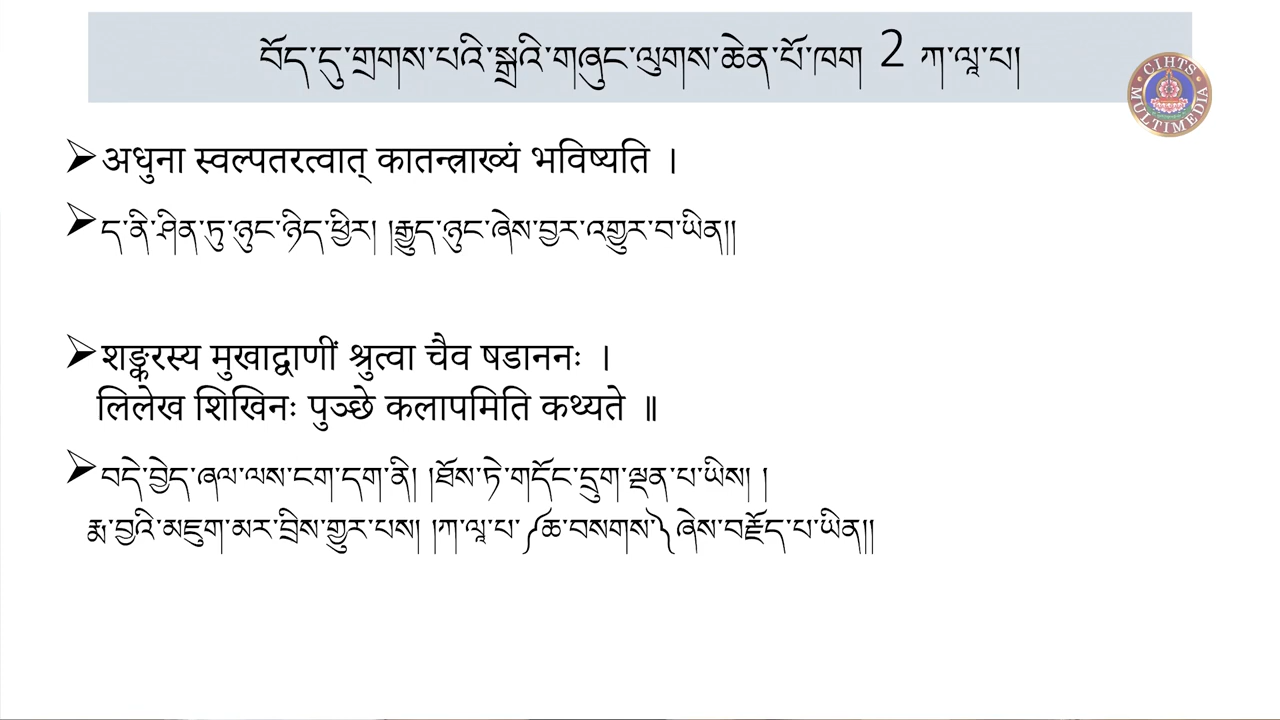 བོད་དུ་གྲགས་པའི་སྒྲའི་གཞུང་ལུགས་ཆེན་པོ་ཁག 2 ཀ་ལཱ་པ།
CIHTS MULTIMEDIA
अधुना स्वल्पतरत्वात् कातन्त्राख्यं भविष्यति ।
ད་ནི་ཤིན་ཏུ་ཉུང་ཉིད་ཕྱིར། །རྒྱུད་ཉུང་ཞེས་བྱར་འགྱུར་བ་ཡིན།།
शङ्करस्य मुखाद्वाणीं श्रुत्वा चैव षडाननः ।
लिलेख शिखिनः पुञ्छे कलापमिति कथ्यते ॥
བདེ་བྱེད་ཞལ་ལས་ངག་དག་ནི། །ཐོས་ཏེ་གདོང་དྲུག་ལྡན་པ་ཡིས། །
རྨ་བྱའི་མཇུག་མར་བྲིས་གྱུར་པས། །ཀ་ལཱ་པ་༼ཆ་བསགས་༽ཞེས་བརྗོད་པ་ཡིན།།